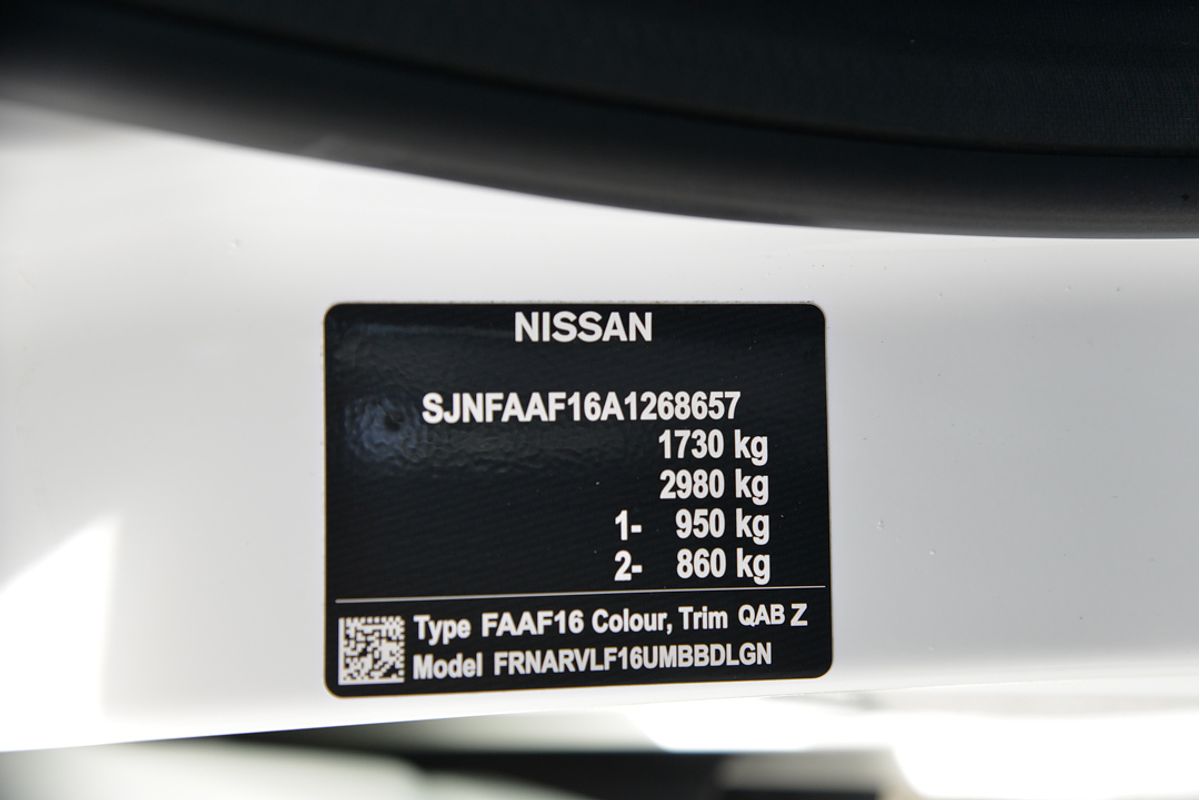 NISSAN
SJNFAAF16A1268657
1730 kg
2980 kg
1- 950 kg
2- 860 kg
Type FAAF16 Colour, Trim QAB Z
Model FRNARVLF16UMBBDLGN